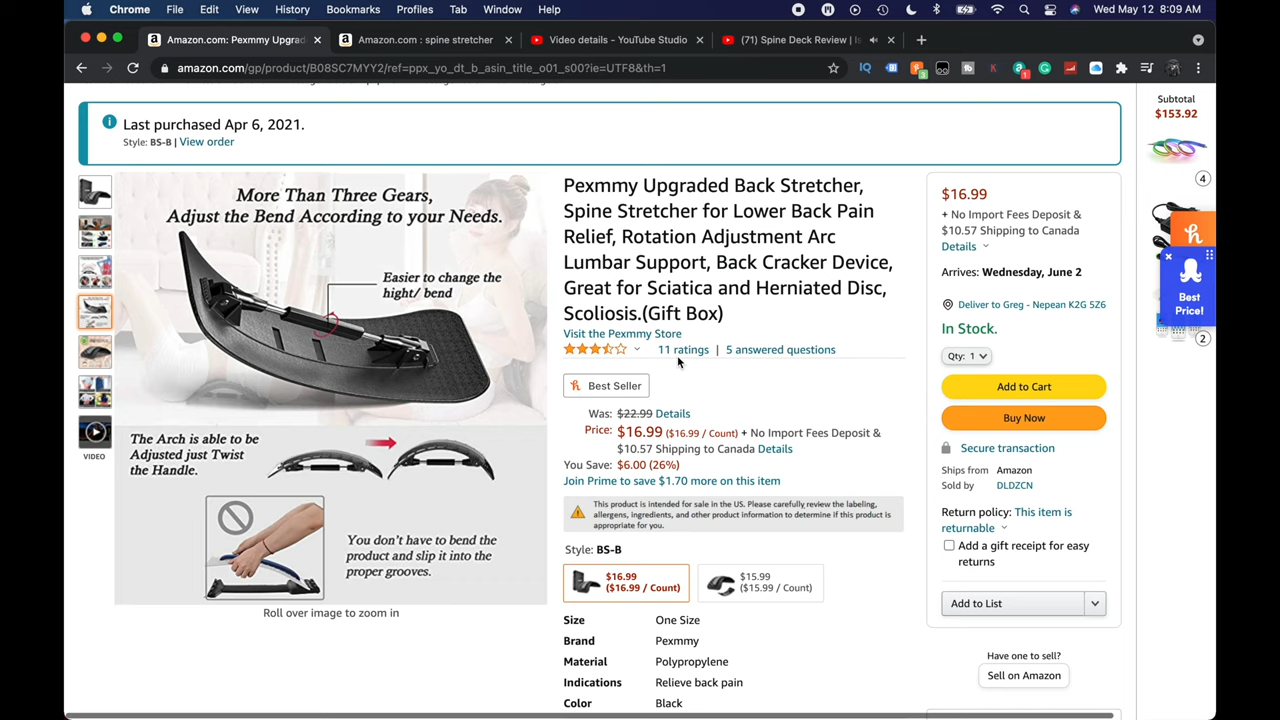 Chrome File Edit View History Bookmarks Profiles Tab Window Help Wed May 12 8:09 AM
Amazon.com: Pexmmy Upgrad
Amazon.com : spine stretcher
Video details - YouTube Studio
(71) Spine Deck Review | Is
amazon.com/gp/product/B08SC7MYY2/ref=ppx_yo_dt_b_asin_title_o01_s00?ie=UTF8&th=1
Last purchased Apr 6, 2021.
Style: BS-B | View order
More Than Three Gears,
Adjust the Bend According to your Needs.
Easier to change the
hight/ bend
The Arch is able to be
Adjusted just Twist
the Handle.
You don't have to bend the
product and slip it into the
proper grooves.
VIDEO
Roll over image to zoom in
Pexmmy Upgraded Back Stretcher,
Spine Stretcher for Lower Back Pain
Relief, Rotation Adjustment Arc
Lumbar Support, Back Cracker Device,
Great for Sciatica and Herniated Disc,
Scoliosis.(Gift Box)
Visit the Pexmmy Store
11 ratings | 5 answered questions
Best Seller
Was: $22.99 Details
Price: $16.99 ($16.99 / Count) + No Import Fees Deposit &
$10.57 Shipping to Canada Details
You Save: $6.00 (26%)
Join Prime to save $1.70 more on this item
This product is intended for sale in the US. Please carefully review the labeling,
allergens, ingredients, and other product information to determine if this product is
appropriate for you.
Style: BS-B
$16.99
($16.99 / Count)
$15.99
($15.99 / Count)
Size One Size
Brand Pexmmy
Material Polypropylene
Indications Relieve back pain
Color Black
$16.99
+ No Import Fees Deposit &
$10.57 Shipping to Canada
Details
Arrives: Wednesday, June 2
Deliver to Greg - Nepean K2G 5Z6
In Stock.
Qty: 1
Add to Cart
Buy Now
Secure transaction
Ships from Amazon
Sold by DLDZCN
Return policy: This item is
returnable
Add a gift receipt for easy
returns
Add to List
Have one to sell?
Sell on Amazon
Subtotal
$153.92
4
Best
Price!
2